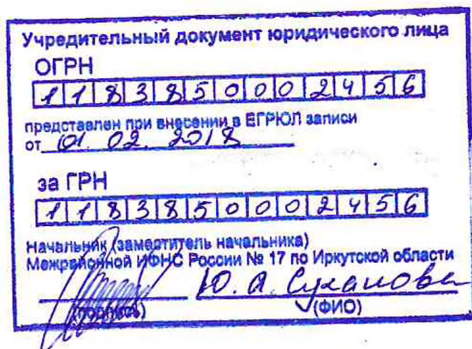 Учредительный документ юридического лица
ОГРН
1183850002456
представлен при внесении в ЕГРЮЛ записи
от 01. 02. 2018
за ГРН
1183850002456
Начальник (заместитель начальника)
Межрайонной ИФНС России № 17 по Иркутской области
Ю. А. Суханова
(подпись) (ФИО)